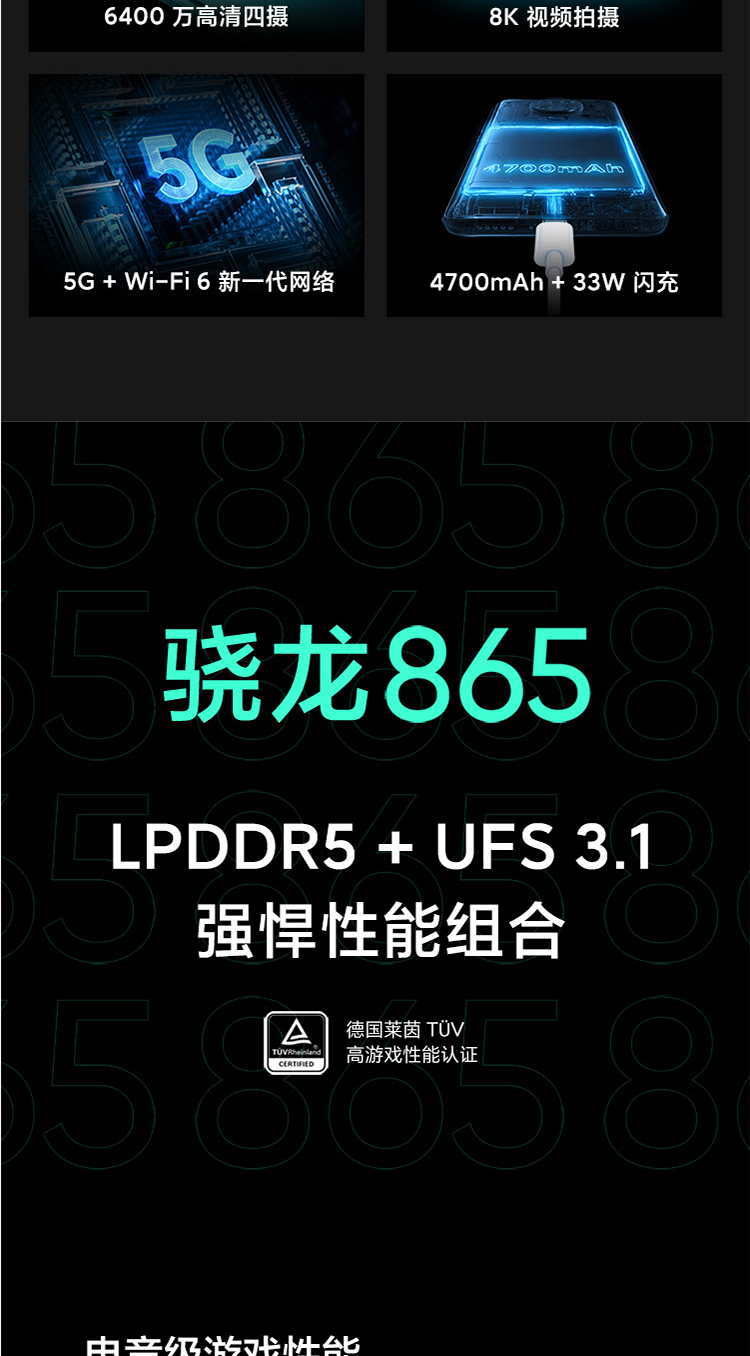 6400 万高清四摄
8K 视频拍摄
5G
4700mAh
5G + Wi-Fi 6 新一代网络
4700mAh + 33W 闪充
骁龙865
LPDDR5 + UFS 3.1
强悍性能组合
TÜVRheinland®
CERTIFIED
德国莱茵 TÜV
高游戏性能认证